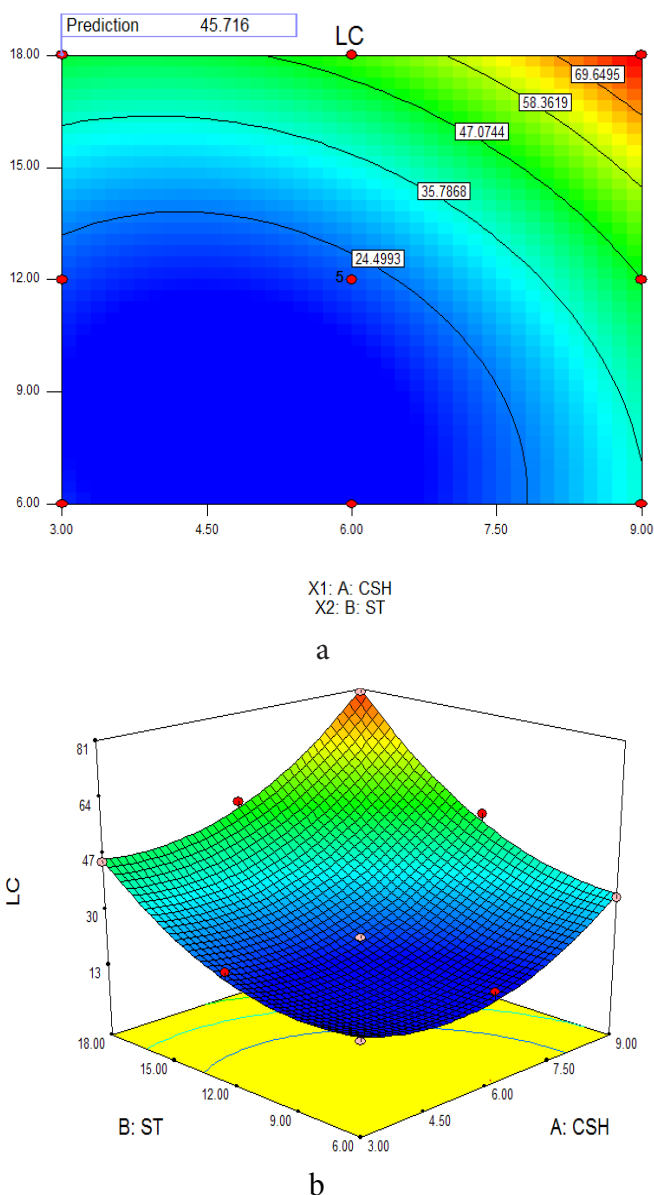 Prediction 45.716
LC
18.00
69.6495
58.3619
47.0744
15.00
35.7868
24.4993
12.00
5
9.00
6.00
3.00 4.50 6.00 7.50 9.00
X1: A: CSH
X2: B: ST
a
81
64
47
30
13
LC
18.00
15.00
12.00
9.00
6.00
3.00
4.50
6.00
7.50
9.00
B: ST
A: CSH
b